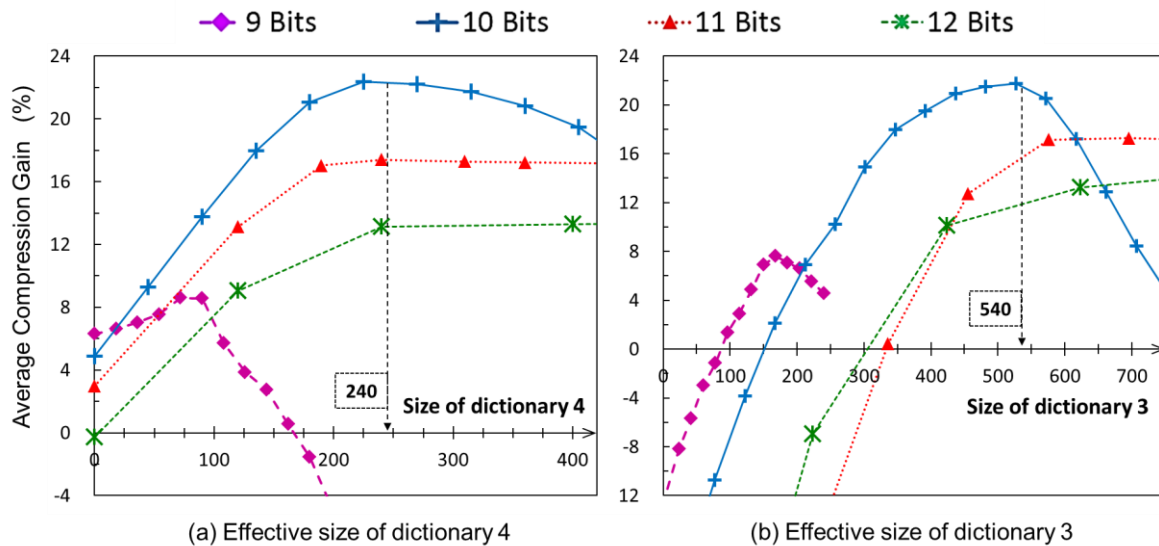 9 Bits 10 Bits 11 Bits 12 Bits
Average Compression Gain (%)
24
20
16
12
8
4
0
-4
0 100 200 300 400
240
Size of dictionary 4
(a) Effective size of dictionary 4
24
20
16
12
8
4
0
-4
-8
12
0 100 200 300 400 500 600 700
540
Size of dictionary 3
(b) Effective size of dictionary 3